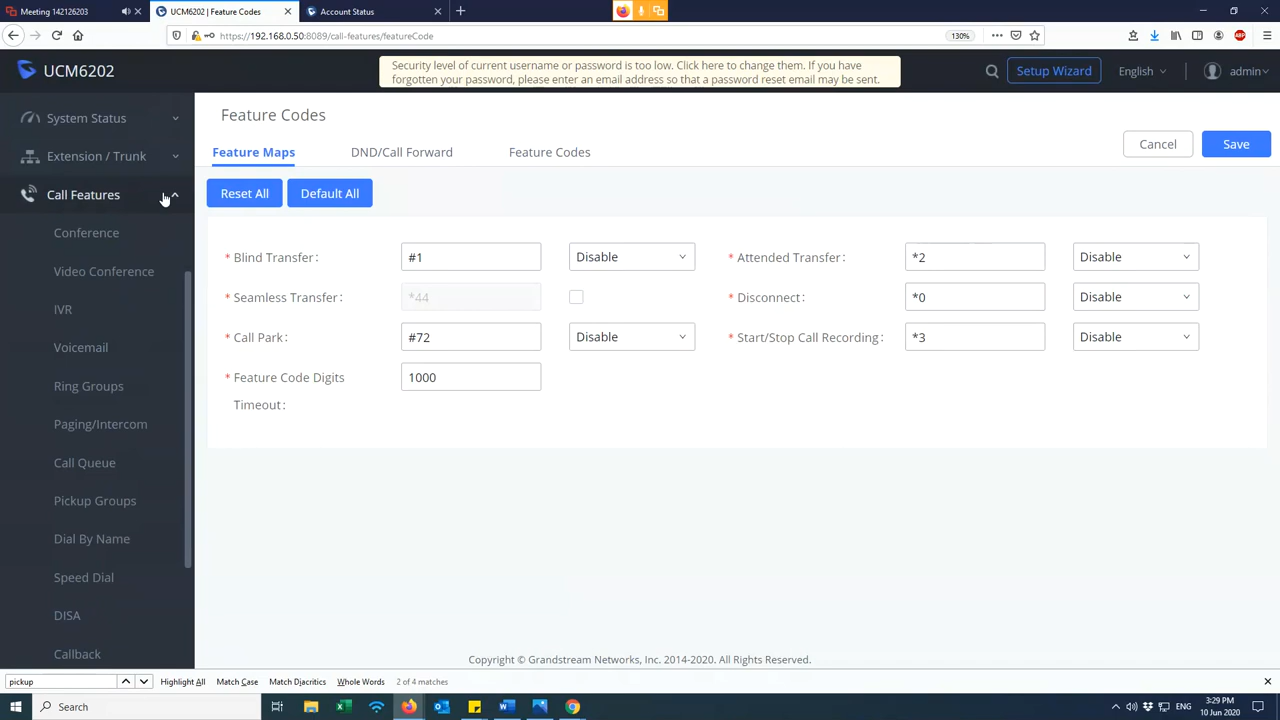 Meeting 142126203
UCM6202 | Feature Codes
Account Status
https://192.168.0.50:8089/call-features/featureCode
130%
ABP
UCM6202
Security level of current username or password is too low. Click here to change them. If you have
forgotten your password, please enter an email address so that a password reset email may be sent.
Setup Wizard
English
admin
System Status
Extension / Trunk
Call Features
Conference
Video Conference
IVR
Voicemail
Ring Groups
Paging/Intercom
Call Queue
Pickup Groups
Dial By Name
Speed Dial
DISA
Callback
Feature Codes
Cancel
Save
Feature Maps
DND/Call Forward
Feature Codes
Reset All
Default All
* Blind Transfer: #1 Disable
* Attended Transfer: *2 Disable
* Seamless Transfer: *44
* Disconnect: *0 Disable
* Call Park: #72 Disable
* Start/Stop Call Recording: *3 Disable
* Feature Code Digits 1000
Timeout:
Copyright © Grandstream Networks, Inc. 2014-2020. All Rights Reserved.
pickup
Highlight All Match Case Match Diacritics Whole Words 2 of 4 matches
Search
ENG
3:29 PM
10 Jun 2020